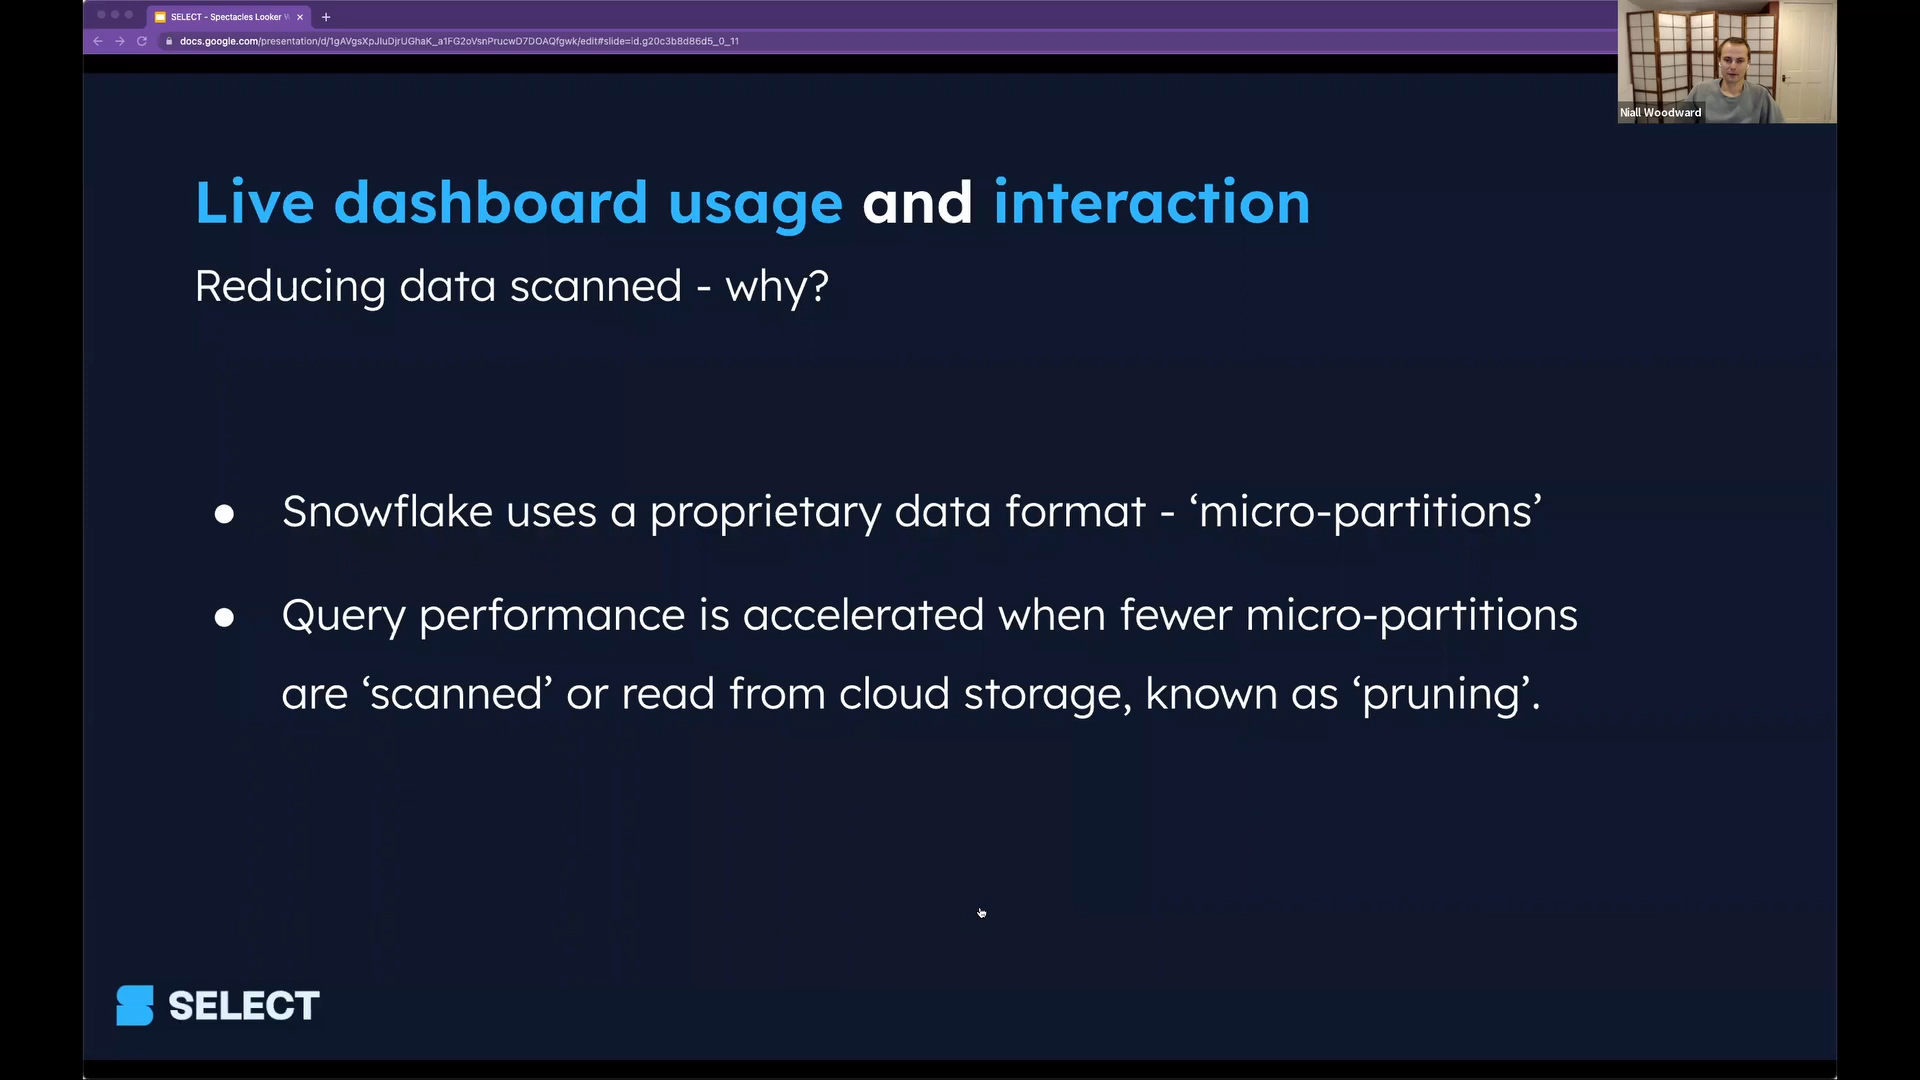 SELECT - Spectacles Looker
docs.google.com/presentation/d/1gAVgsXpJIuDjrUGhaK_a1FG2oVsnPrucwD7DOAQfgwk/edit#slide=id.g20c3b8d86d5_0_11
Niall Woodward
Live dashboard usage and interaction
Reducing data scanned - why?
● Snowflake uses a proprietary data format - ‘micro-partitions’
● Query performance is accelerated when fewer micro-partitions
are ‘scanned’ or read from cloud storage, known as ‘pruning’.
SELECT